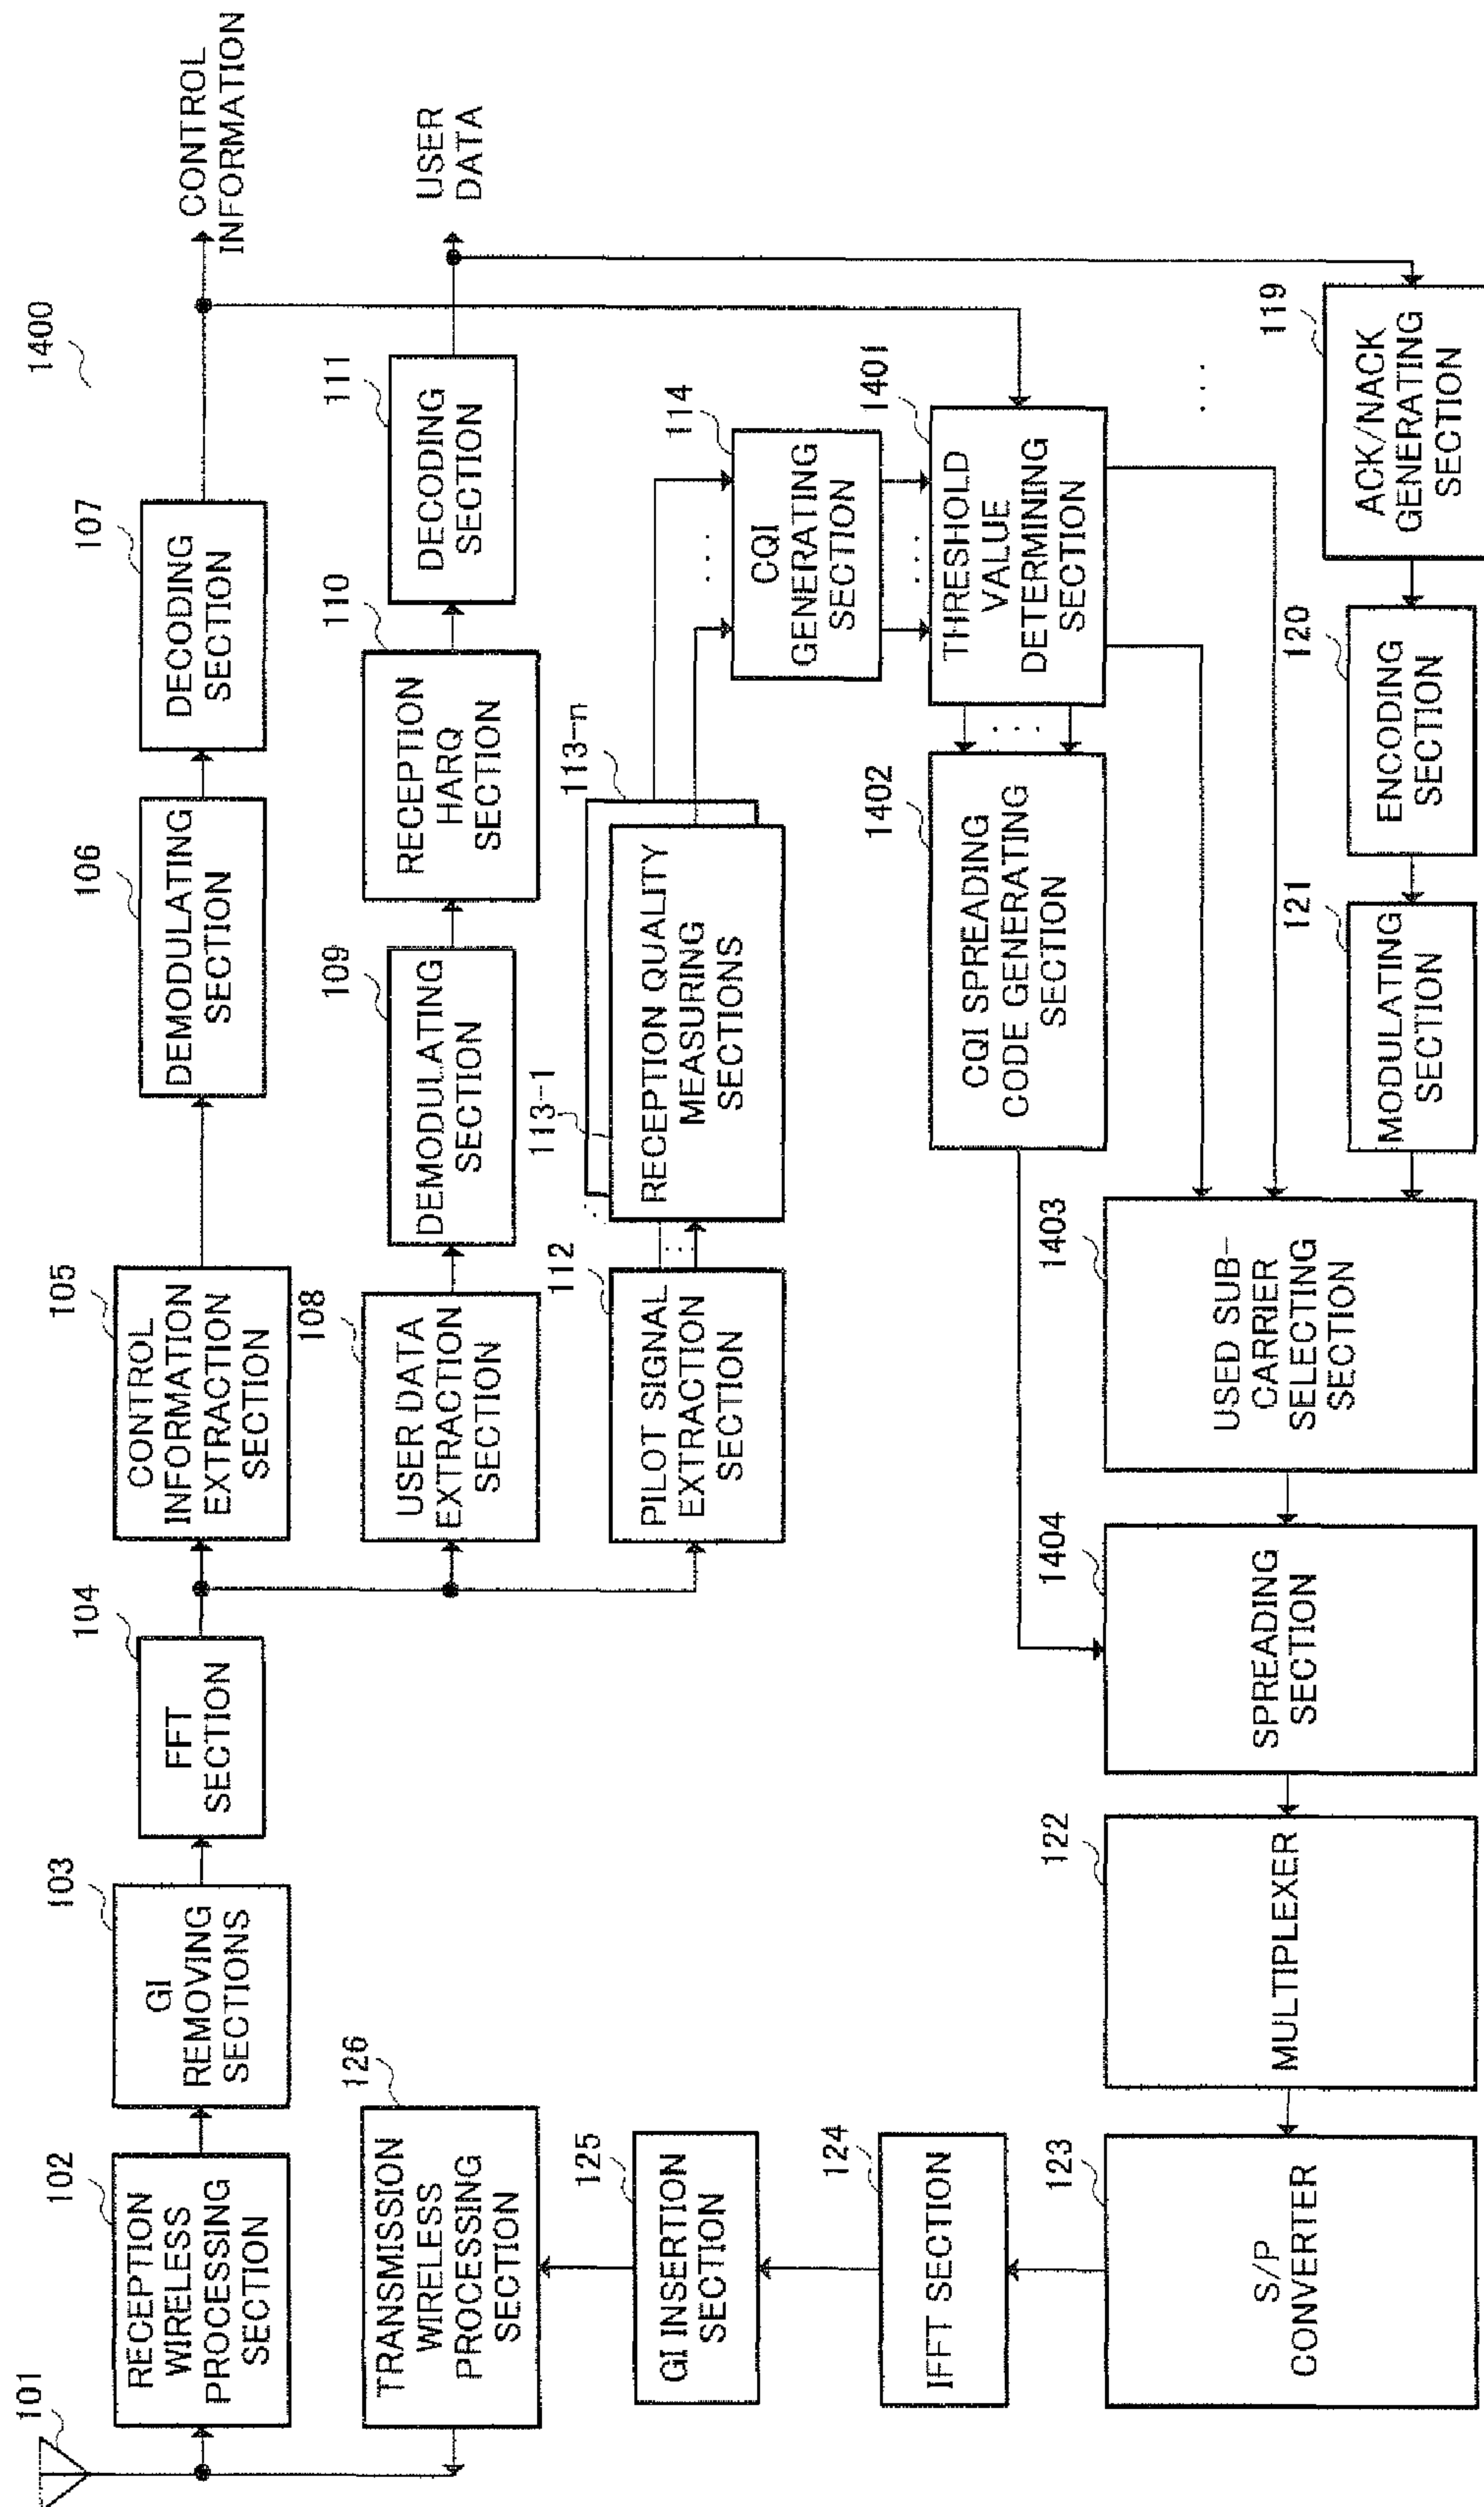 1400
101
102
RECEPTION
WIRELESS
PROCESSING
SECTION
103
GI
REMOVING
SECTIONS
104
FFT
SECTION
105
CONTROL
INFORMATION
EXTRACTION
SECTION
106
DEMODULATING
SECTION
107
DECODING
SECTION
CONTROL
INFORMATION
108
USER DATA
EXTRACTION
SECTION
109
DEMODULATING
SECTION
110
RECEPTION
HARQ
SECTION
111
DECODING
SECTION
USER
DATA
112
PILOT SIGNAL
EXTRACTION
SECTION
113-1
113-n
RECEPTION QUALITY
MEASURING
SECTIONS
114
CQI
GENERATING
SECTION
1401
THRESHOLD
VALUE
DETERMINING
SECTION
1402
CQI SPREADING
CODE GENERATING
SECTION
119
ACK/NACK
GENERATING
SECTION
120
ENCODING
SECTION
121
MODULATING
SECTION
1403
USED SUB-
CARRIER
SELECTING
SECTION
1404
SPREADING
SECTION
122
MULTIPLEXER
123
S/P
CONVERTER
124
IFFT SECTION
125
GI INSERTION
SECTION
126
TRANSMISSION
WIRELESS
PROCESSING
SECTION